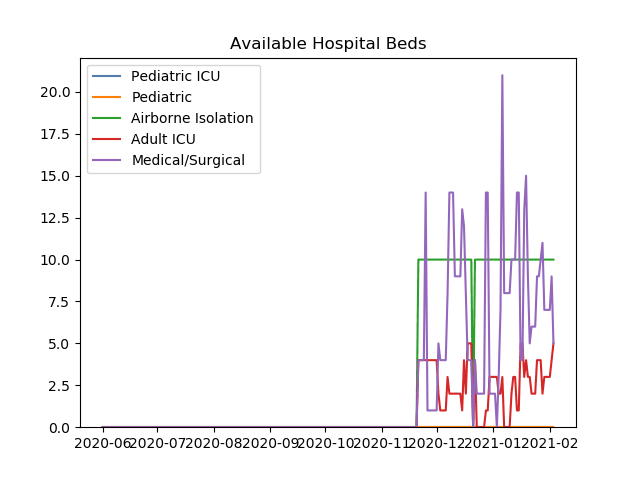 Available Hospital Beds
Pediatric ICU
Pediatric
Airborne Isolation
Adult ICU
Medical/Surgical
20.0
17.5
15.0
12.5
10.0
7.5
5.0
2.5
0.0
2020-06 2020-07 2020-08 2020-09 2020-10 2020-11 2020-12 2021-01 2021-02